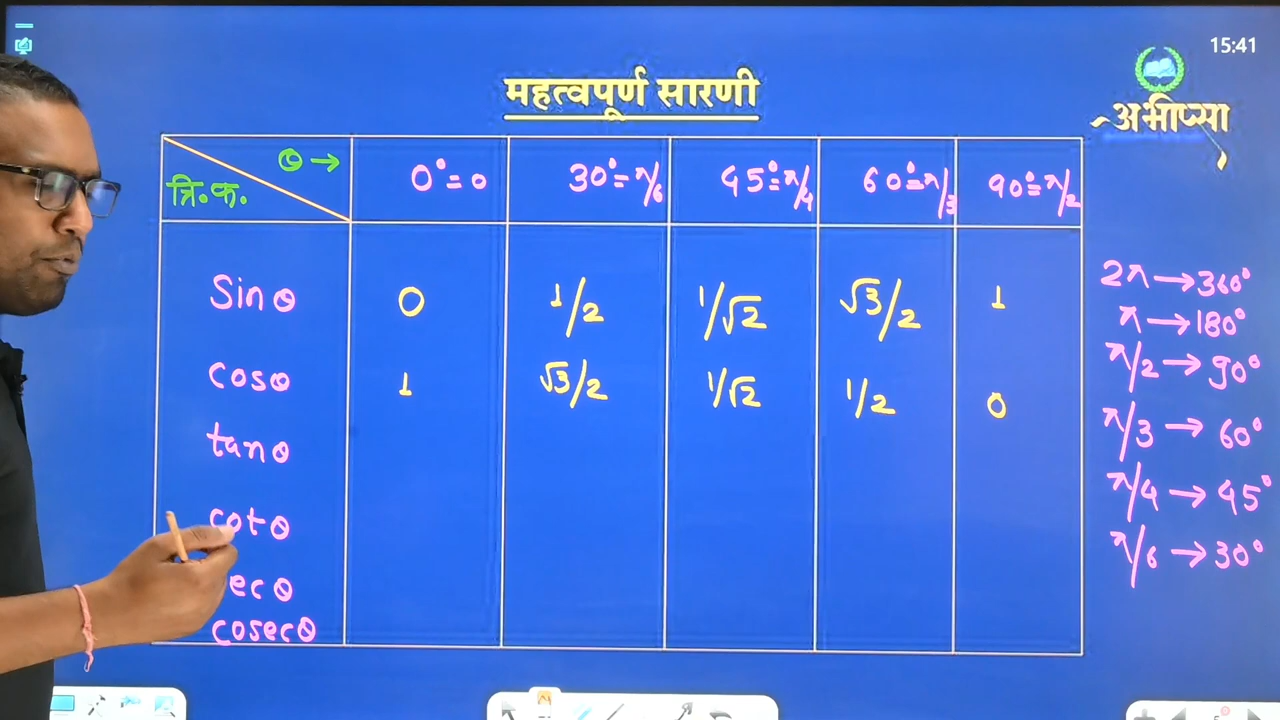 15:41
महत्वपूर्ण सारणी
अभीप्सा
θ → 0°=0 30°=π/6 45°=π/4 60°=π/3 90°=π/2
त्रि.क.
Sinθ 0 1/2 1/√2 √3/2 1
cosθ 1 √3/2 1/√2 1/2 0
tanθ
cotθ
ecθ
cosecθ
2π→360°
π→180°
π/2→90°
π/3→60°
π/4→45°
π/6→30°